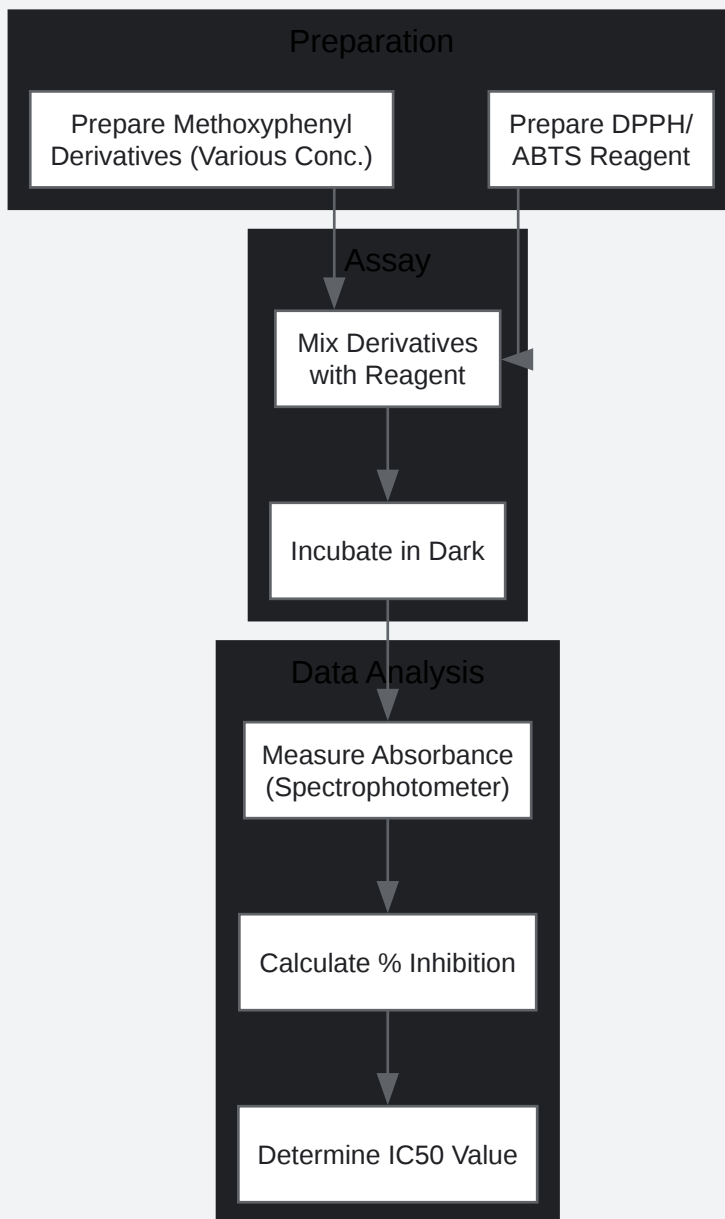 Preparation
Prepare Methoxyphenyl
Derivatives (Various Conc.)
Prepare DPPH/
ABTS Reagent
Assay
Mix Derivatives
with Reagent
Incubate in Dark
Data Analysis
Measure Absorbance
(Spectrophotometer)
Calculate % Inhibition
Determine IC50 Value